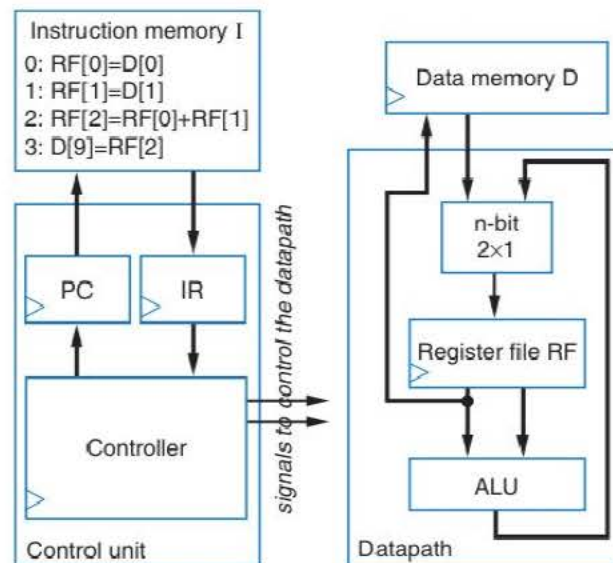 Instruction memory I
0: RF[0]=D[0]
1: RF[1]=D[1]
2: RF[2]=RF[0]+RF[1]
3: D[9]=RF[2]
PC
IR
Controller
Control unit
signals to control the datapath
Data memory D
n-bit
2×1
Register file RF
ALU
Datapath